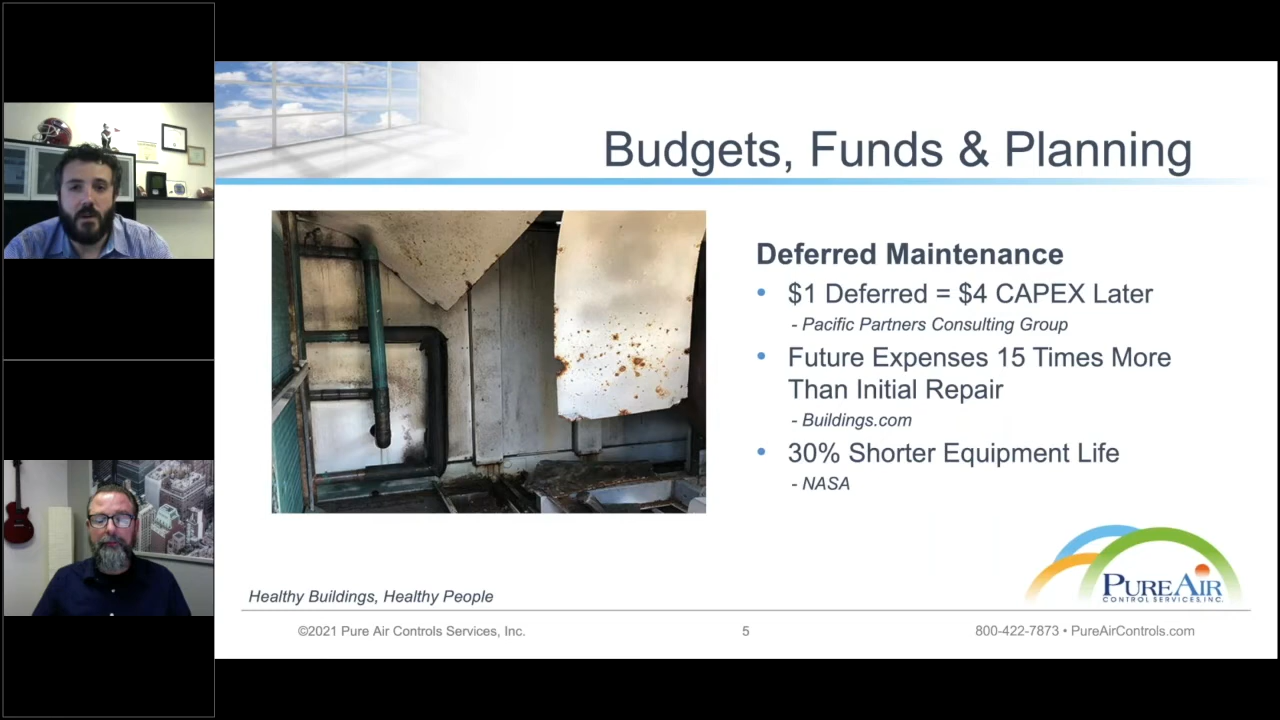 Budgets, Funds & Planning
Deferred Maintenance
• $1 Deferred = $4 CAPEX Later
- Pacific Partners Consulting Group
• Future Expenses 15 Times More
Than Initial Repair
- Buildings.com
• 30% Shorter Equipment Life
- NASA
PUREAIR
CONTROL SERVICES, INC.
Healthy Buildings, Healthy People
©2021 Pure Air Controls Services, Inc.
5
800-422-7873 • PureAirControls.com